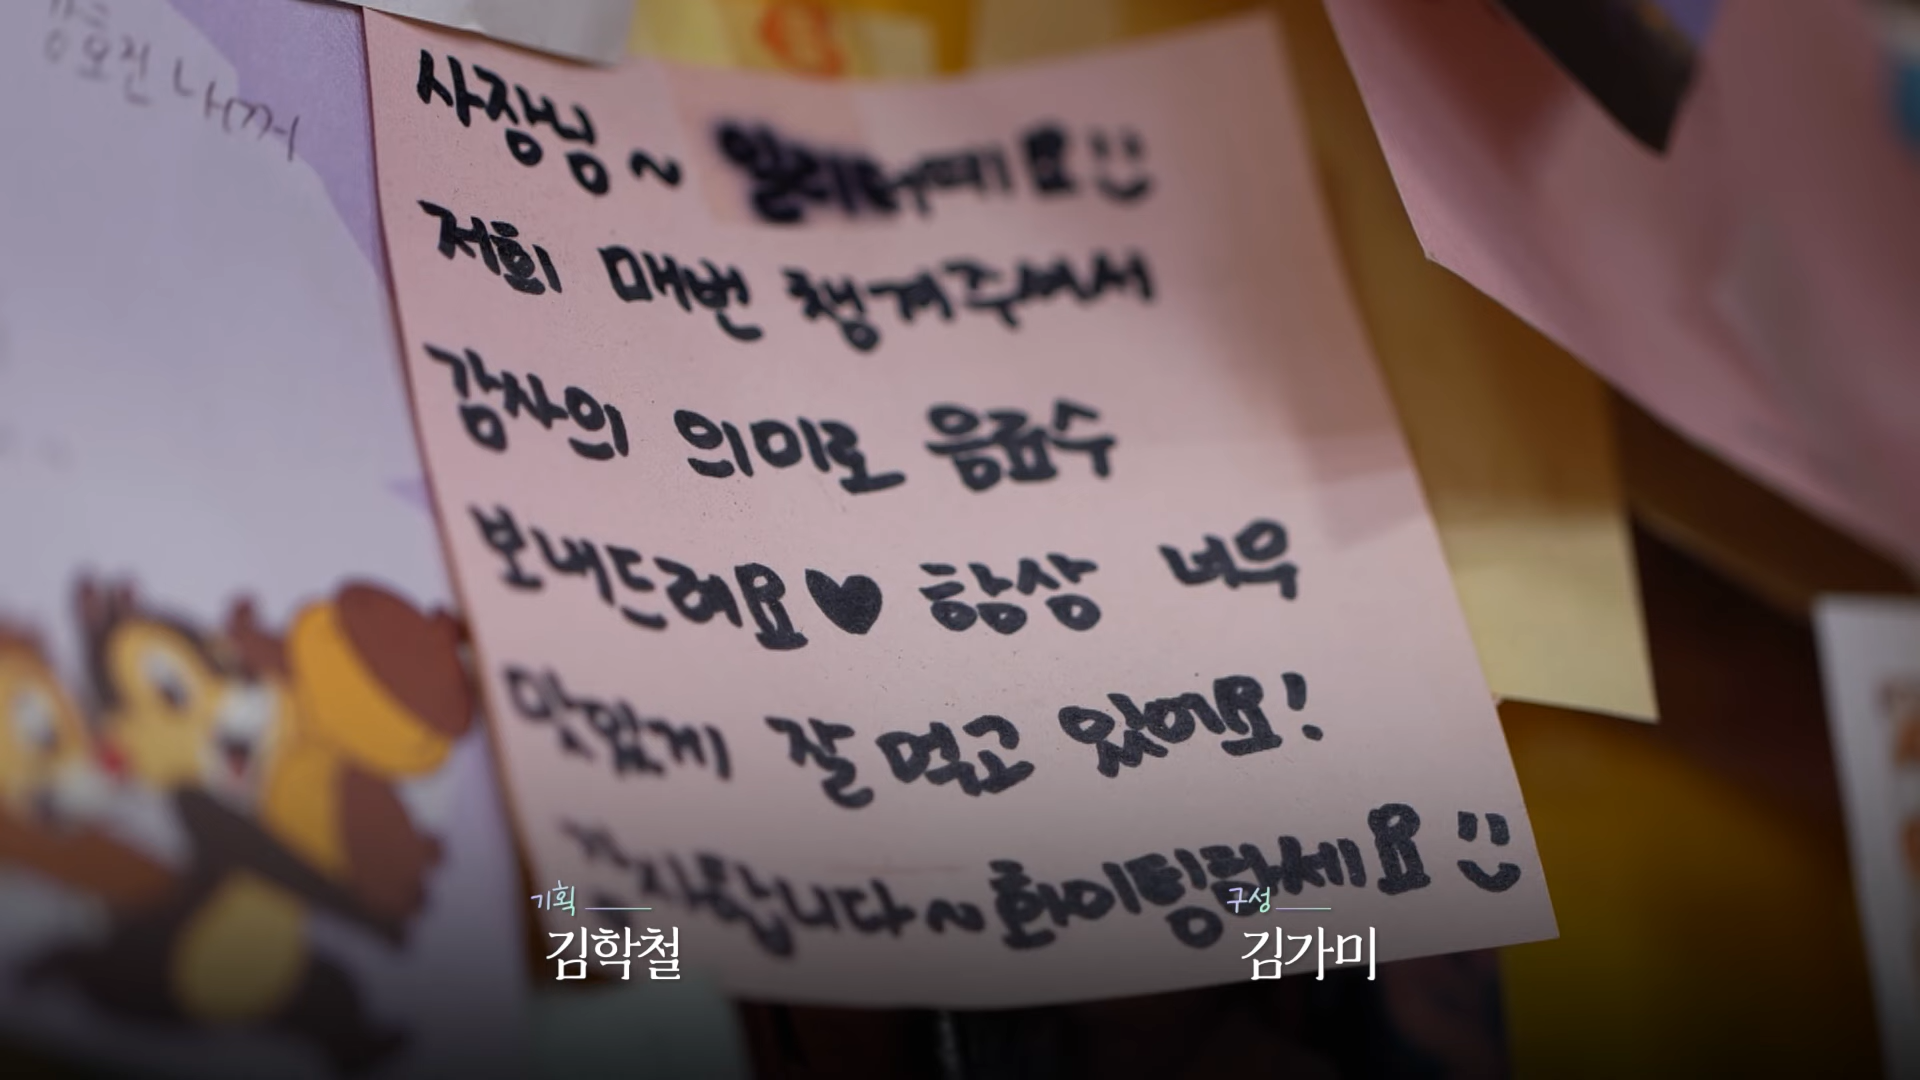 사장님~ 요:)
저희 매번 챙겨주셔서
감사의 의미로 음료수
보내드려요♥ 항상 너무
맛있게 잘 먹고 있어요!
감사합니다~ 화이팅하세요 :)
기획
김학철
구성
김가미